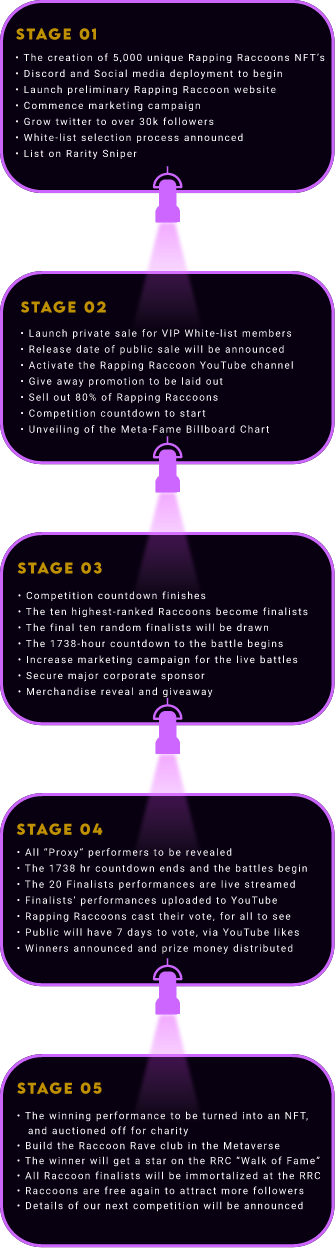 STAGE 01
• The creation of 5,000 unique Rapping Raccoons NFT's
• Discord and Social media deployment to begin
• Launch preliminary Rapping Raccoon website
• Commence marketing campaign
• Grow twitter to over 30k followers
• White-list selection process announced
• List on Rarity Sniper
STAGE 02
• Launch private sale for VIP White-list members
• Release date of public sale will be announced
• Activate the Rapping Raccoon YouTube channel
• Give away promotion to be laid out
• Sell out 80% of Rapping Raccoons
• Competition countdown to start
• Unveiling of the Meta-Fame Billboard Chart
STAGE 03
• Competition countdown finishes
• The ten highest-ranked Raccoons become finalists
• The final ten random finalists will be drawn
• The 1738-hour countdown to the battle begins
• Increase marketing campaign for the live battles
• Secure major corporate sponsor
• Merchandise reveal and giveaway
STAGE 04
• All “Proxy” performers to be revealed
• The 1738 hr countdown ends and the battles begin
• The 20 Finalists performances are live streamed
• Finalists' performances uploaded to YouTube
• Rapping Raccoons cast their vote, for all to see
• Public will have 7 days to vote, via YouTube likes
• Winners announced and prize money distributed
STAGE 05
• The winning performance to be turned into an NFT,
and auctioned off for charity
• Build the Raccoon Rave club in the Metaverse
• The winner will get a star on the RRC “Walk of Fame”
• All Raccoon finalists will be immortalized at the RRC
• Raccoons are free again to attract more followers
• Details of our next competition will be announced